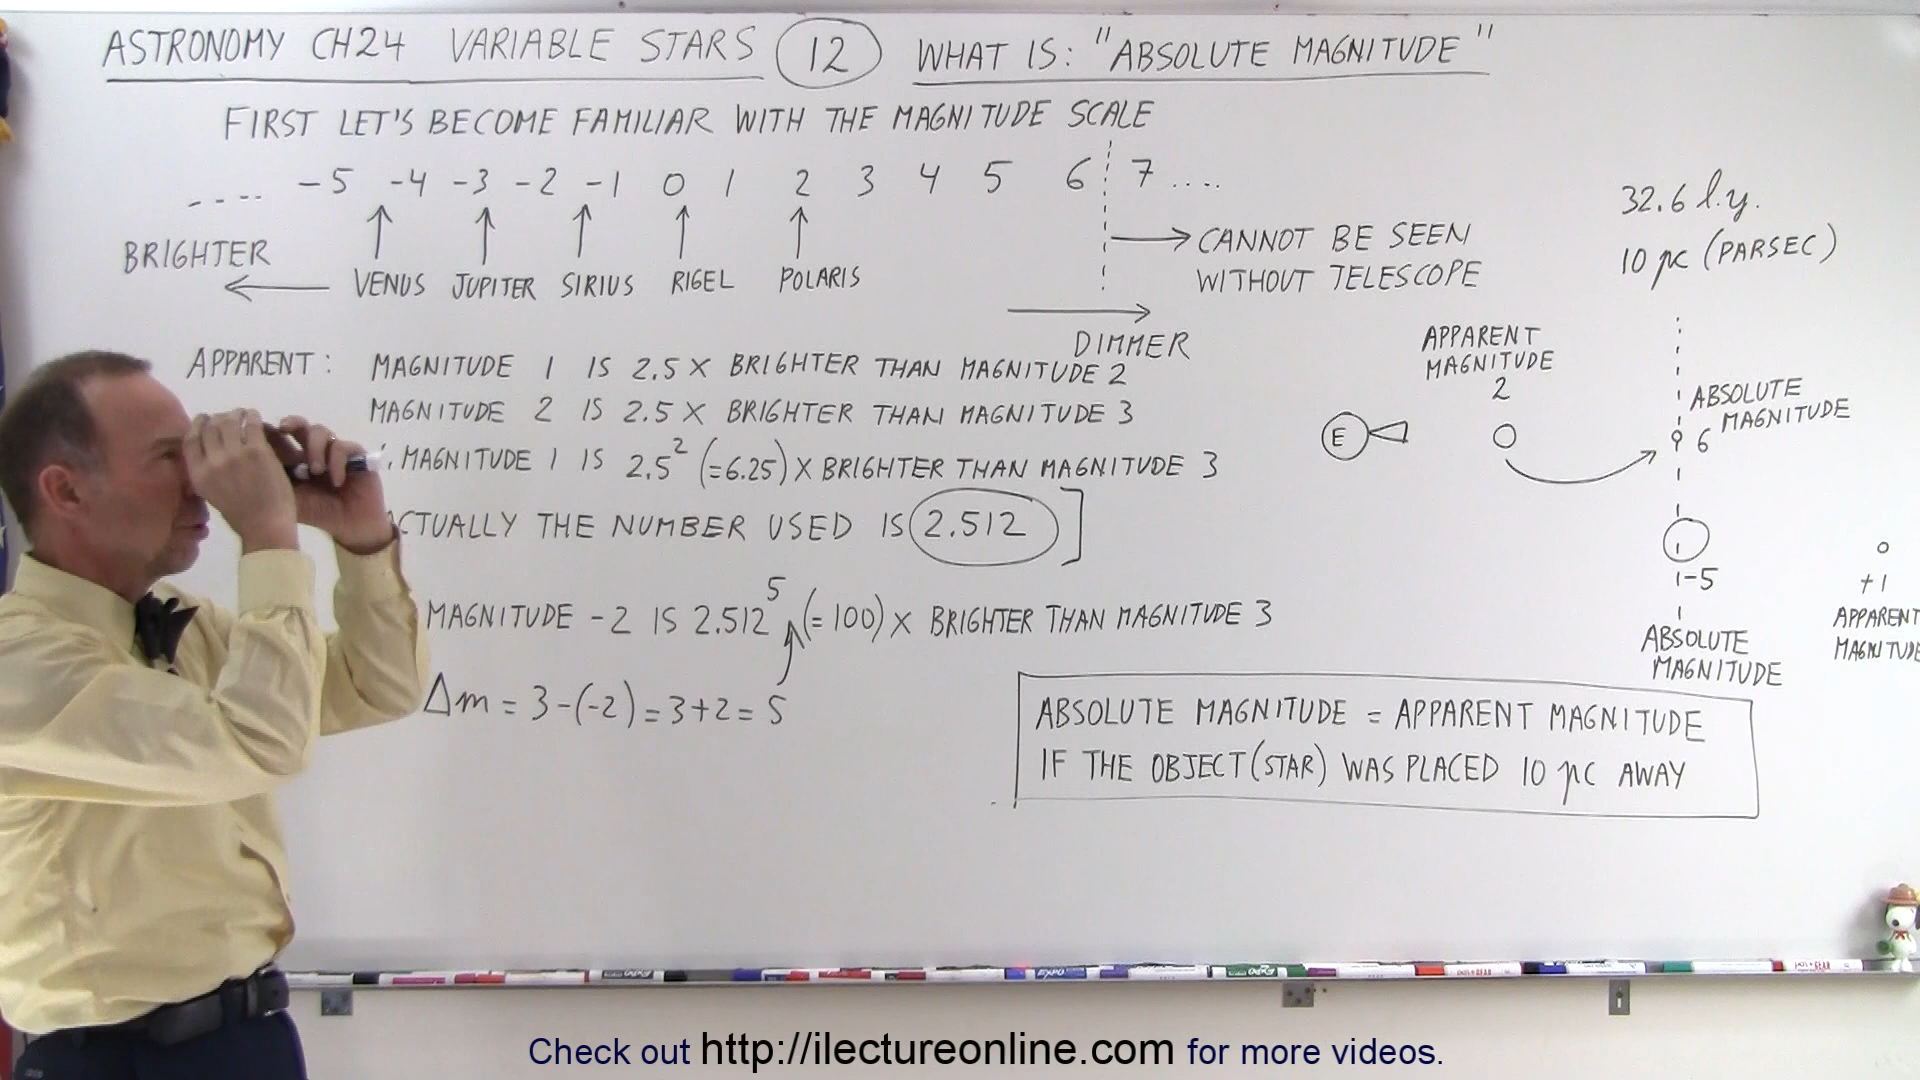 ASTRONOMY CH24 VARIABLE STARS 12 WHAT IS: "ABSOLUTE MAGNITUDE"
FIRST LET'S BECOME FAMILIAR WITH THE MAGNITUDE SCALE
.... -5 -4 -3 -2 -1 0 1 2 3 4 5 6 7 ....
BRIGHTER
VENUS JUPITER SIRIUS RIGEL POLARIS
CANNOT BE SEEN
WITHOUT TELESCOPE
DIMMER
32.6 l.y.
10 pc (PARSEC)
APPARENT: MAGNITUDE 1 IS 2.5 X BRIGHTER THAN MAGNITUDE 2
MAGNITUDE 2 IS 2.5 X BRIGHTER THAN MAGNITUDE 3
MAGNITUDE 1 IS 2.5² (=6.25) X BRIGHTER THAN MAGNITUDE 3
THE NUMBER USED IS 2.512 ]
MAGNITUDE -2 IS 2.512⁵ (=100) X BRIGHTER THAN MAGNITUDE 3
Δm = 3-(-2) = 3+2 = 5
APPARENT
MAGNITUDE
2
ABSOLUTE
MAGNITUDE
E
6
-5
ABSOLUTE
MAGNITUDE
+1
APPARENT
ABSOLUTE MAGNITUDE = APPARENT MAGNITUDE
IF THE OBJECT (STAR) WAS PLACED 10 pc AWAY
EXPO
Check out http://ilectureonline.com for more videos.